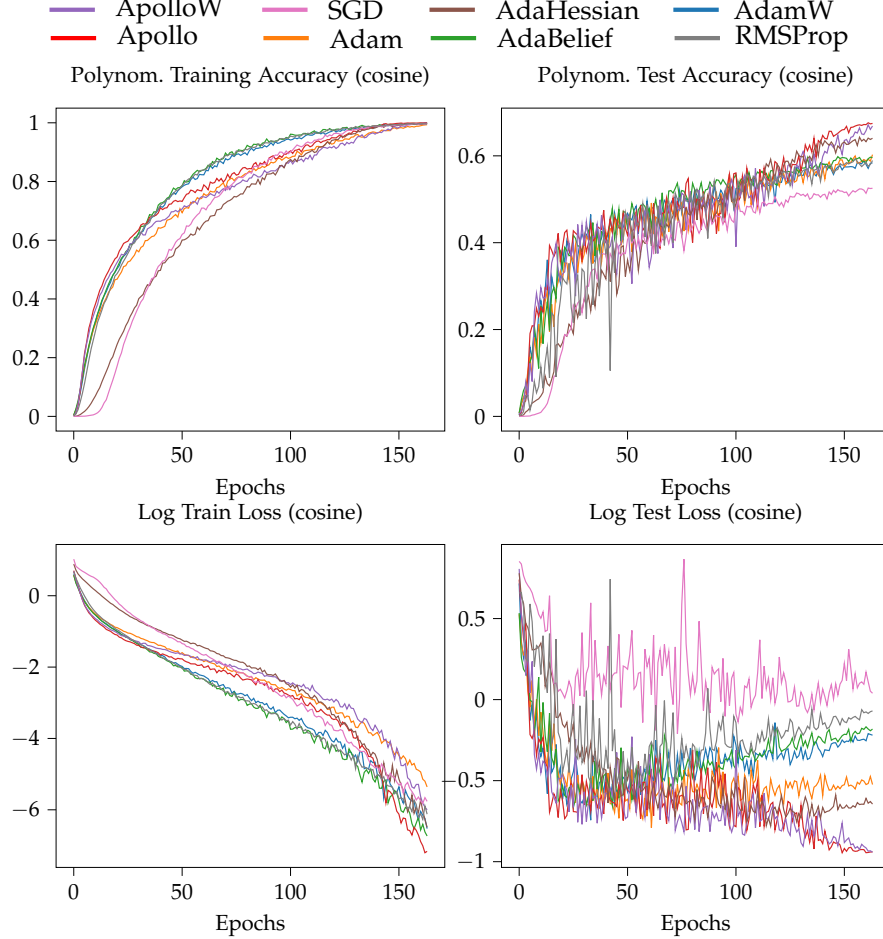 ApolloW SGD AdaHessian AdamW
Apollo Adam AdaBelief RMSProp
Polynom. Training Accuracy (cosine) Polynom. Test Accuracy (cosine)
1
0.8
0.6
0.4
0.2
0
0 50 100 150
Epochs
0.6
0.4
0.2
0
0 50 100 150
Epochs
Log Train Loss (cosine) Log Test Loss (cosine)
0
−2
−4
−6
0 50 100 150
Epochs
0.5
0
−0.5
−1
0 50 100 150
Epochs